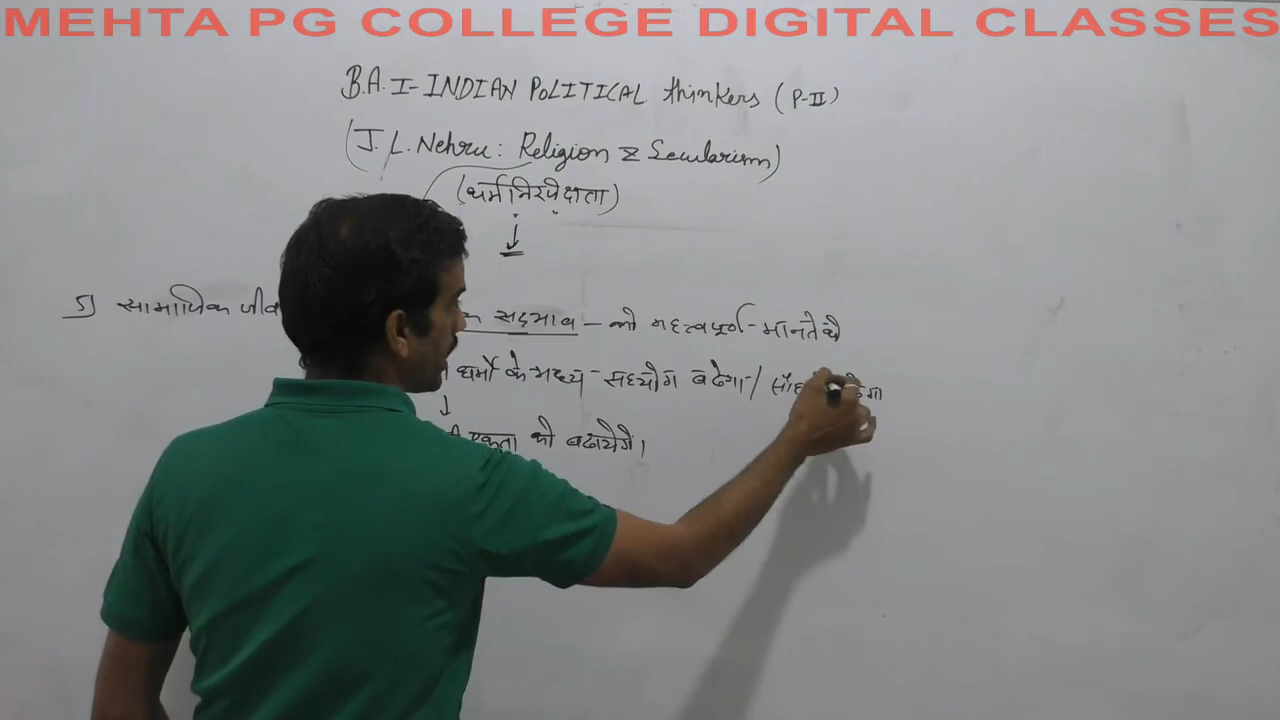 MEHTA PG COLLEGE DIGITAL CLASSES
B.A. I- INDIAN POLITICAL thinkers (P-II)
(J.L. Nehru: Religion & Secularism)
(धर्मनिरपेक्षता)
↓
5) सामाजिक सद्भाव - को महत्वपूर्ण - मानते थे
धर्मो के मध्य - सहयोग बढेगा - /
↓
एकता को बढायेगे।